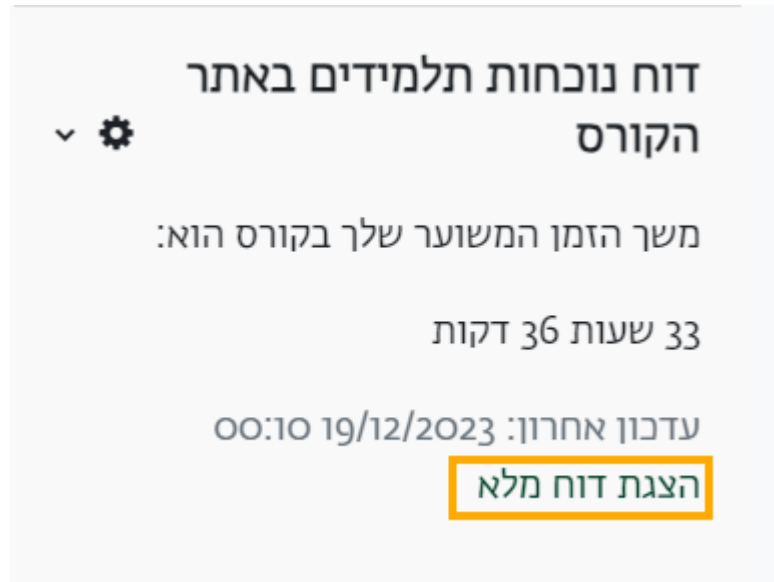 דוח נוכחות תלמידים באתר
הקורס
משך הזמן המשוער שלך בקורס הוא:
33 שעות 36 דקות
עדכון אחרון: 19/12/2023 00:10
הצגת דוח מלא